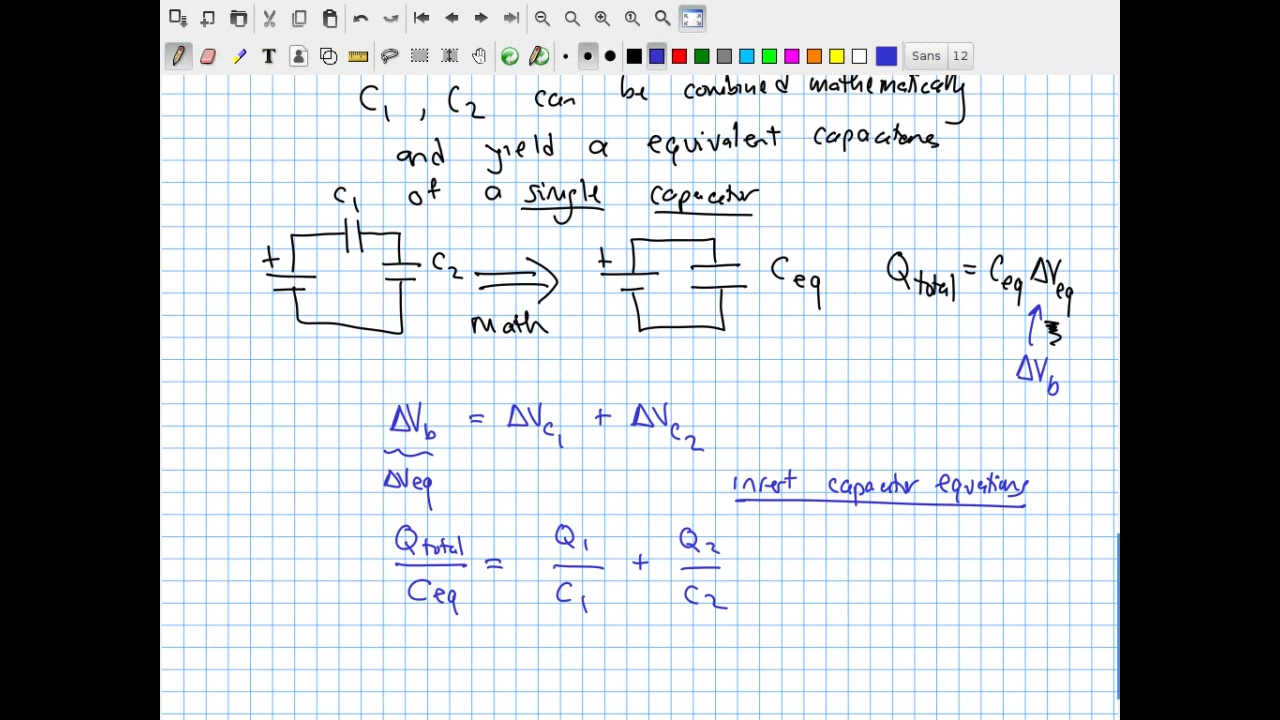 Sans 12
C1, C2 can be combined mathematically
and yield a equivalent capacitans
of a single capacitor
C1
+ C2
math
+ Ceq
Qtotal = Ceq ΔVeq
ΔVb
ΔVb = ΔVC1 + ΔVC2
ΔVeq
insert capacitor equations
Qtotal/Ceq = Q1/C1 + Q2/C2